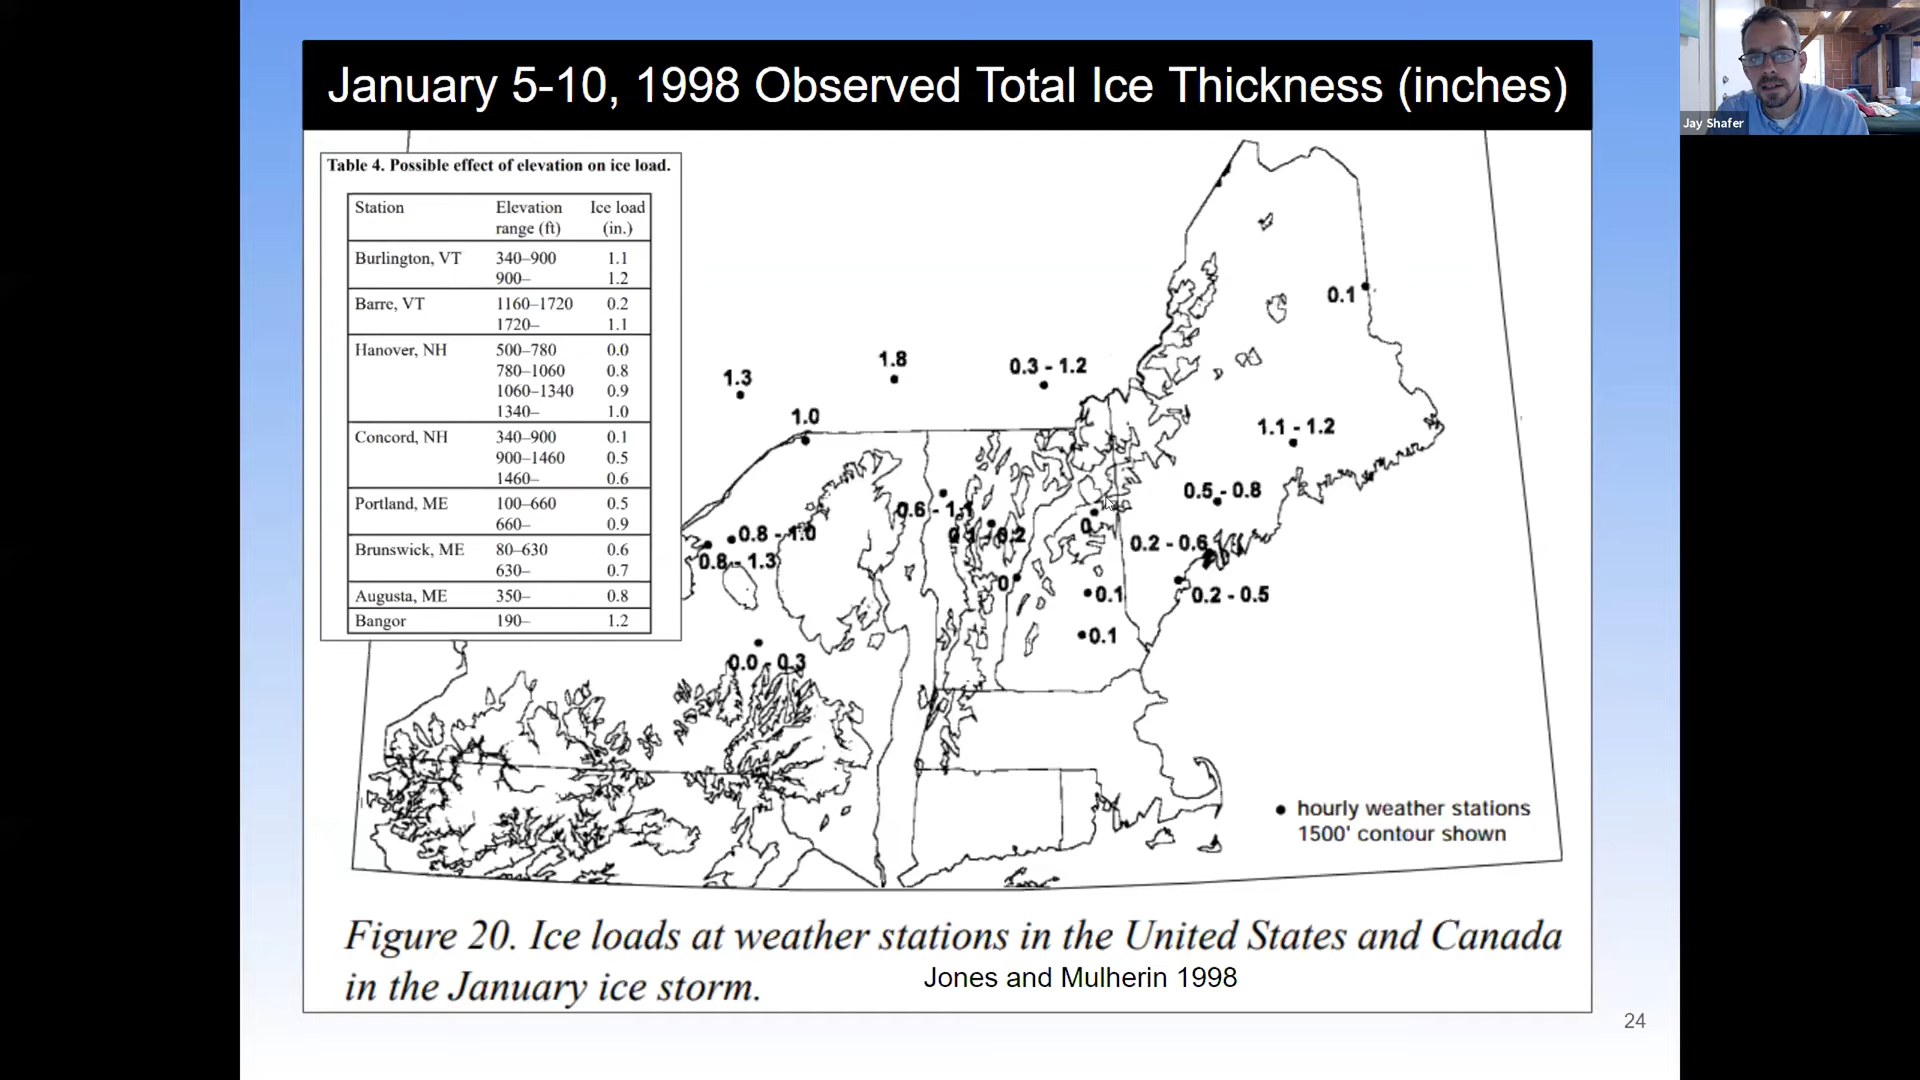 January 5-10, 1998 Observed Total Ice Thickness (inches)
Jay Shafer
Table 4. Possible effect of elevation on ice load.
Station Elevation range (ft) Ice load (in.)
Burlington, VT 340–900 1.1
900– 1.2
Barre, VT 1160–1720 0.2
1720– 1.1
Hanover, NH 500–780 0.0
780–1060 0.8
1060–1340 0.9
1340– 1.0
Concord, NH 340–900 0.1
900–1460 0.5
1460– 0.6
Portland, ME 100–660 0.5
660– 0.9
Brunswick, ME 80–630 0.6
630– 0.7
Augusta, ME 350– 0.8
Bangor 190– 1.2
0.1
1.8
0.3 - 1.2
1.3
1.0
1.1 - 1.2
0.5 - 0.8
0.6 - 1.1
0
0.8 - 1.0
0.2
0.2 - 0.6
0.8 - 1.3
0
0.1
0.2 - 0.5
0.1
0.0 - 0.3
hourly weather stations
1500' contour shown
Figure 20. Ice loads at weather stations in the United States and Canada
in the January ice storm.
Jones and Mulherin 1998
24